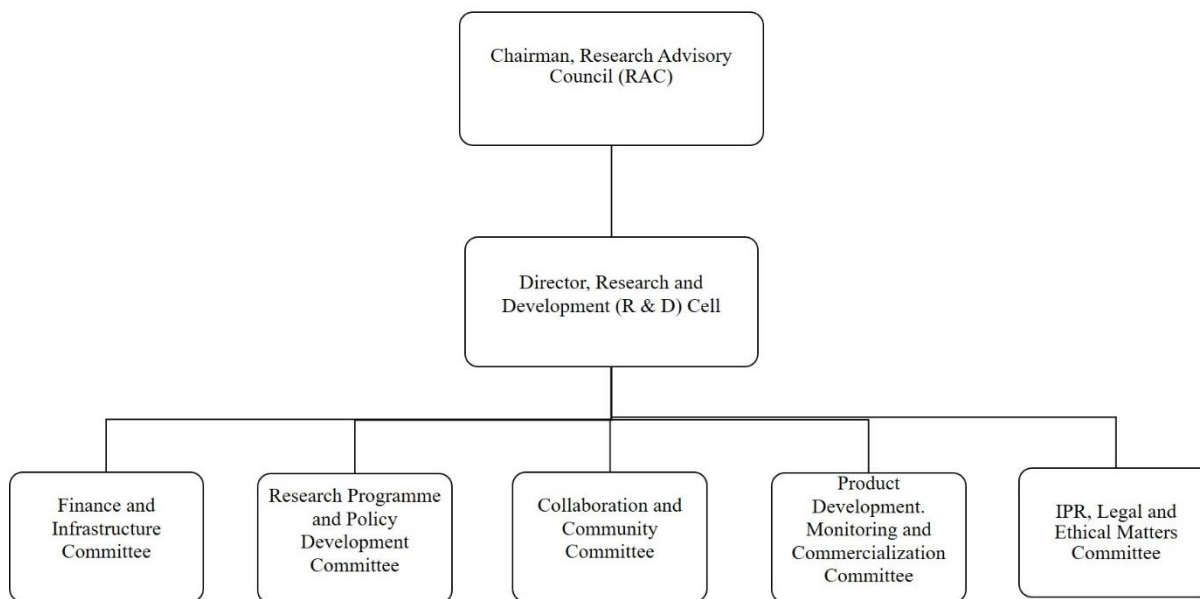 Chairman, Research Advisory
Council (RAC)
Director, Research and
Development (R & D) Cell
Finance and
Infrastructure
Committee
Research Programme
and Policy
Development
Committee
Collaboration and
Community
Committee
Product
Development.
Monitoring and
Commercialization
Committee
IPR, Legal and
Ethical Matters
Committee